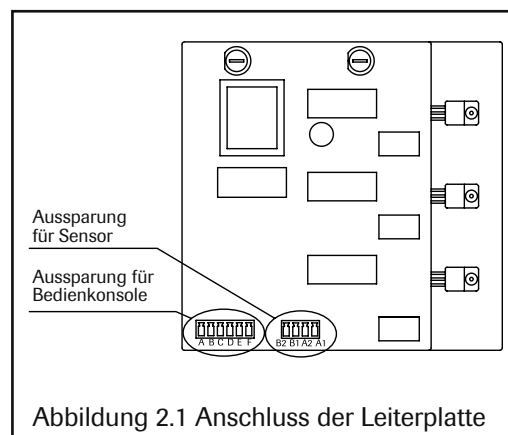 Aussparung
für Sensor
Aussparung für
Bedienkonsole
A B C D E F
B2 B1 A2 A1
Abbildung 2.1 Anschluss der Leiterplatte